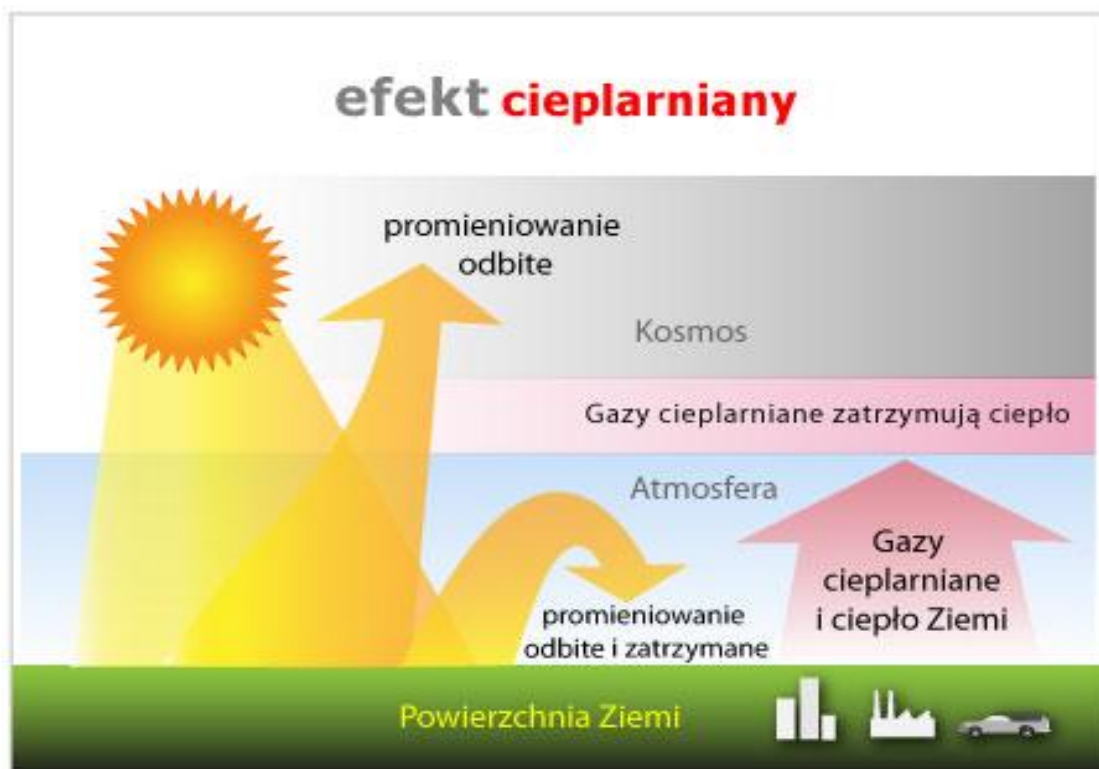 efekt cieplarniany
promieniowanie
odbite
Kosmos
Gazy cieplarniane zatrzymują ciepło
Atmosfera
Gazy
cieplarniane
i ciepło Ziemi
promieniowanie
odbite i zatrzymane
Powierzchnia Ziemi